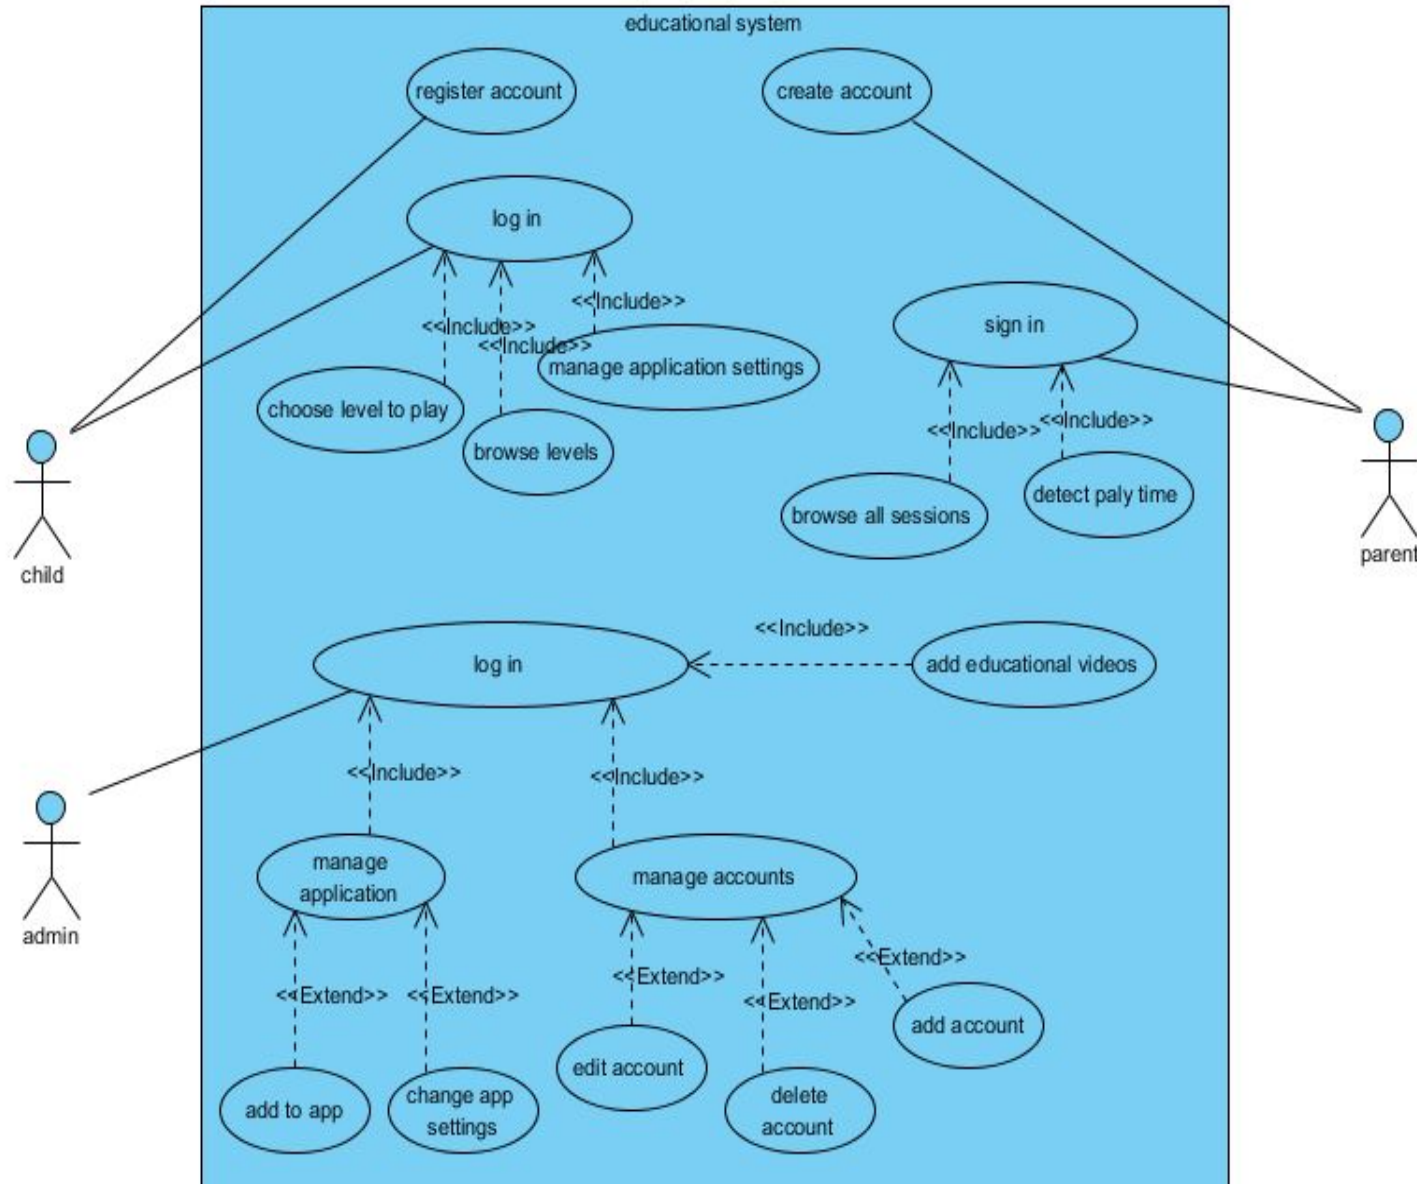 educational system
register account
create account
log in
<<Include>>
<<Include>>
<<Include>>
sign in
manage application settings
choose level to play
browse levels
<<Include>>
<<Include>>
browse all sessions
detect paly time
child
parent
<<Include>>
log in
add educational videos
<<Include>>
<<Include>>
manage
application
manage accounts
admin
<<Extend>>
<<Extend>>
<<Extend>>
<<Extend>>
<<Extend>>
add account
edit account
add to app
change app
settings
delete
account